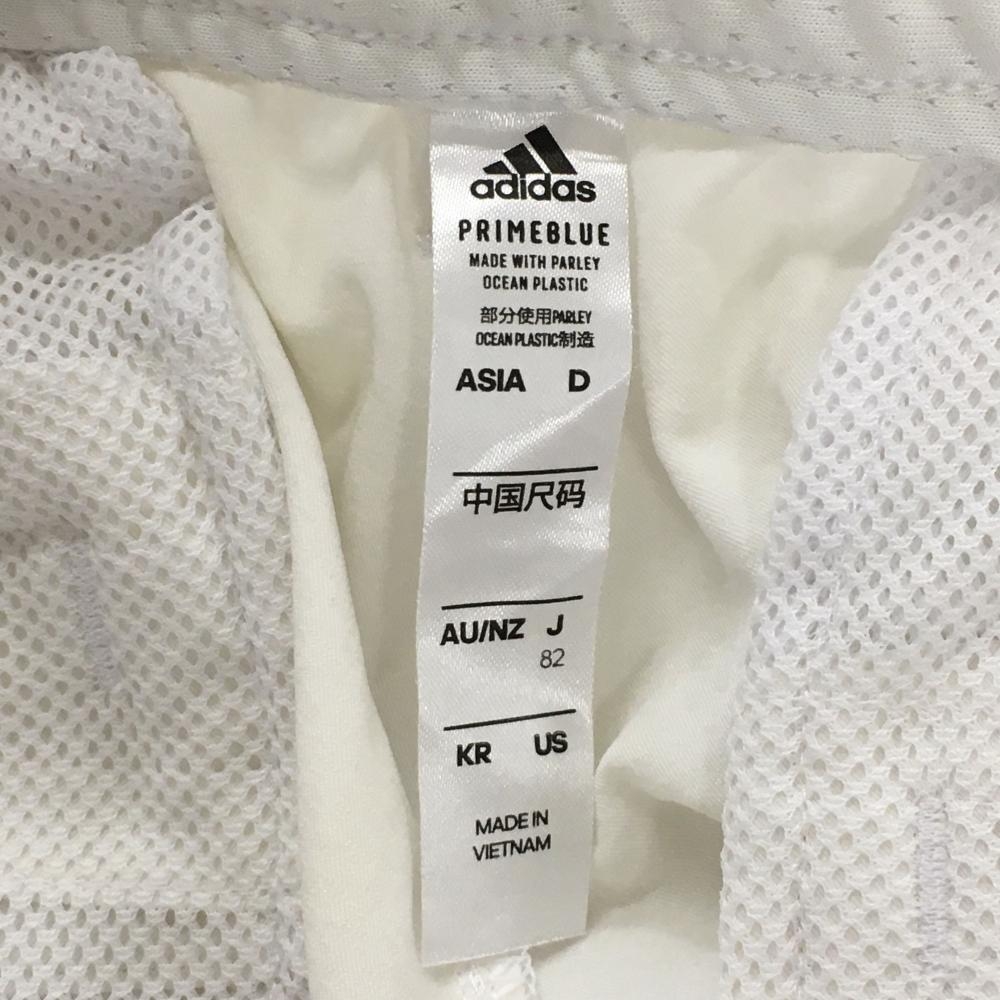 adidas
PRIMEBLUE
MADE WITH PARLEY
OCEAN PLASTIC
部分使用PARLEY
OCEAN PLASTIC制造
ASIA D
中国尺码
AU/NZ J
82
KR US
MADE IN
VIETNAM